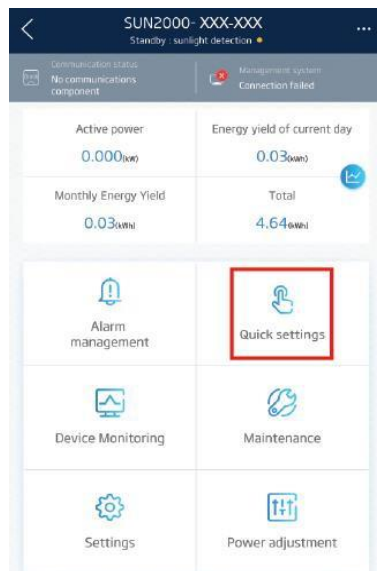 SUN2000- XXX-XXX
Standby : sunlight detection
Communication status
No communications
component
Management system
Connection failed
Active power
0.000(kW)
Energy yield of current day
0.03(kWh)
Monthly Energy Yield
0.03(kWh)
Total
4.64(kWh)
Alarm
management
Quick settings
Device Monitoring
Maintenance
Settings
Power adjustment